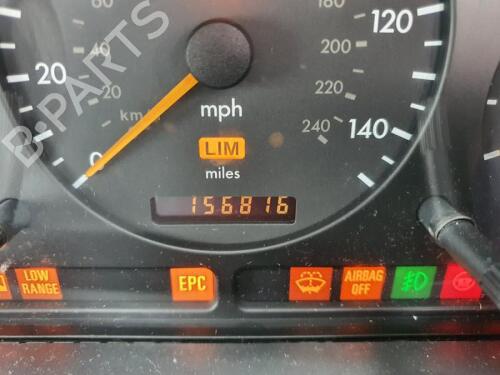 60
180
120
40
200
20
20
220
km/h
mph
240
140
0
LIM
miles
156816
LOW
RANGE
EPC
AIRBAG
OFF
B-PARTS